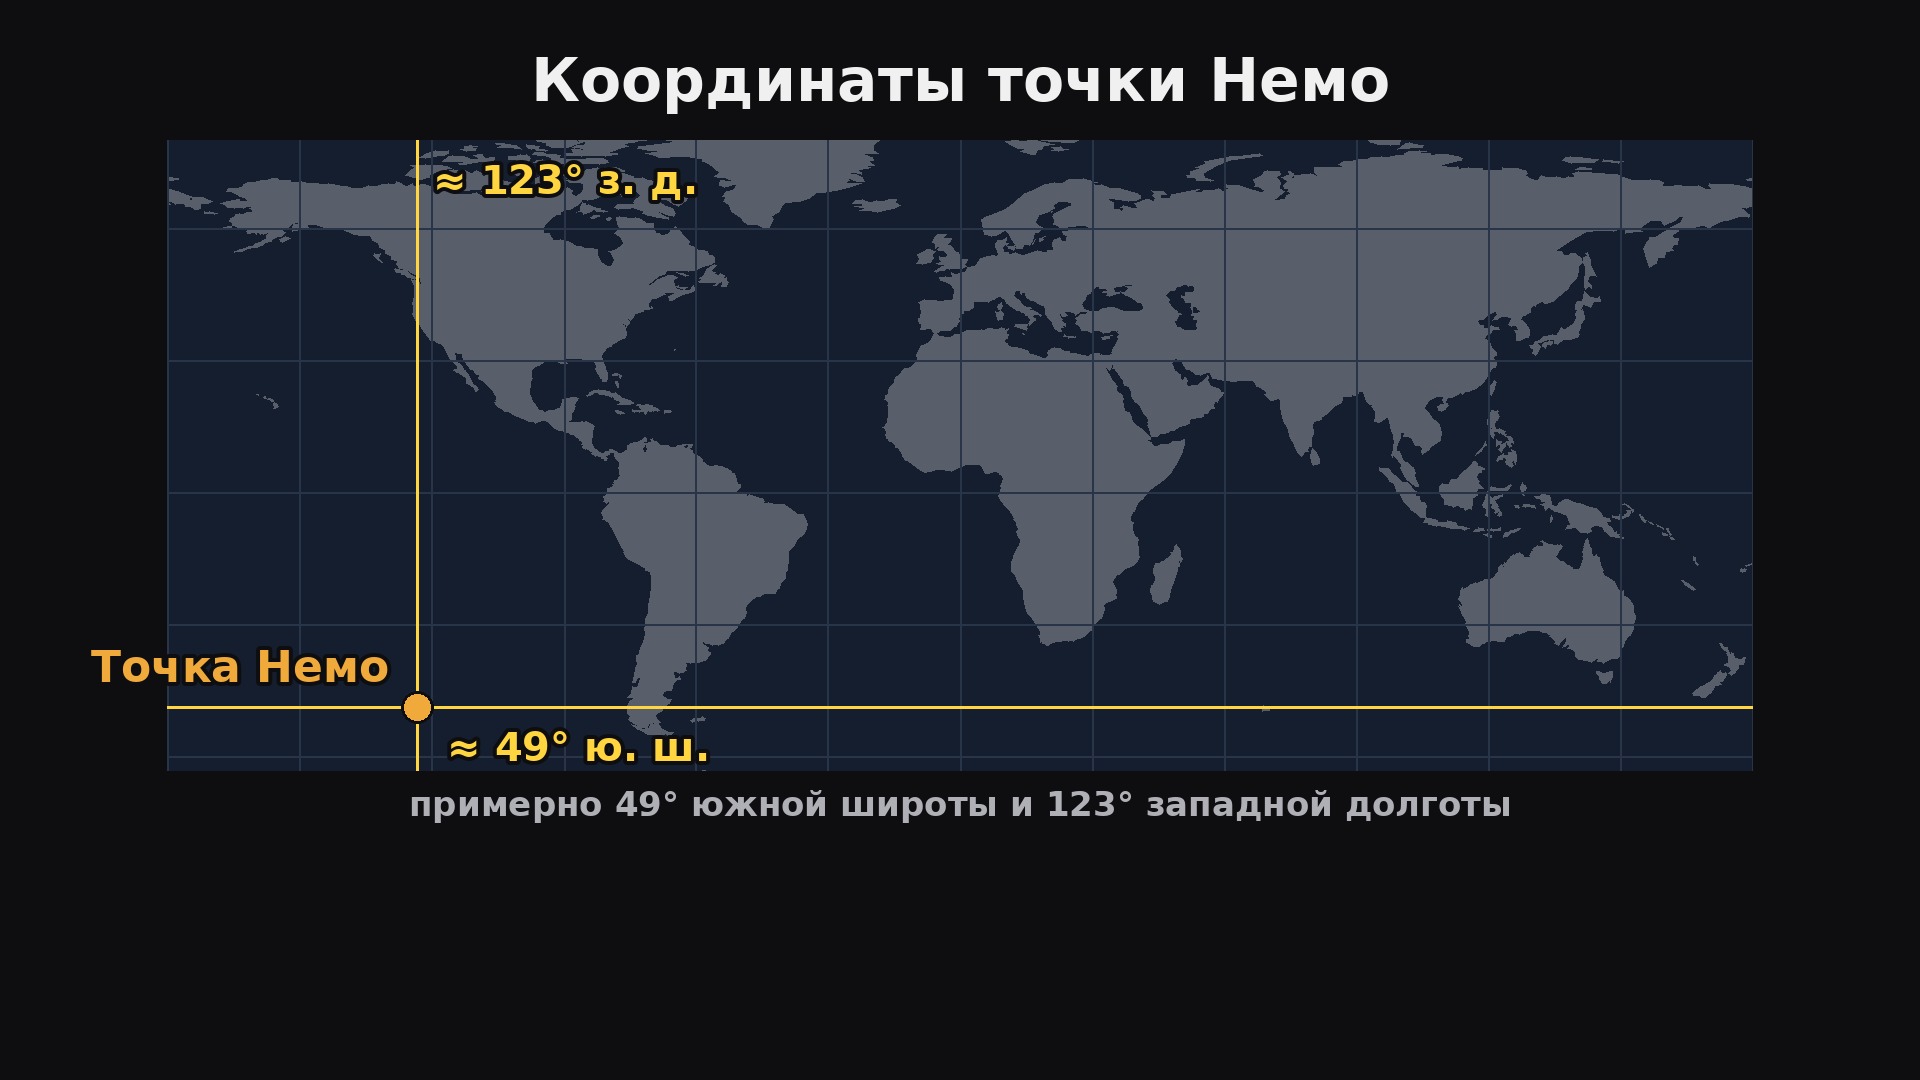 Координаты точки Немо
≈ 123° з. д.
Точка Немо
≈ 49° ю. ш.
примерно 49° южной широты и 123° западной долготы